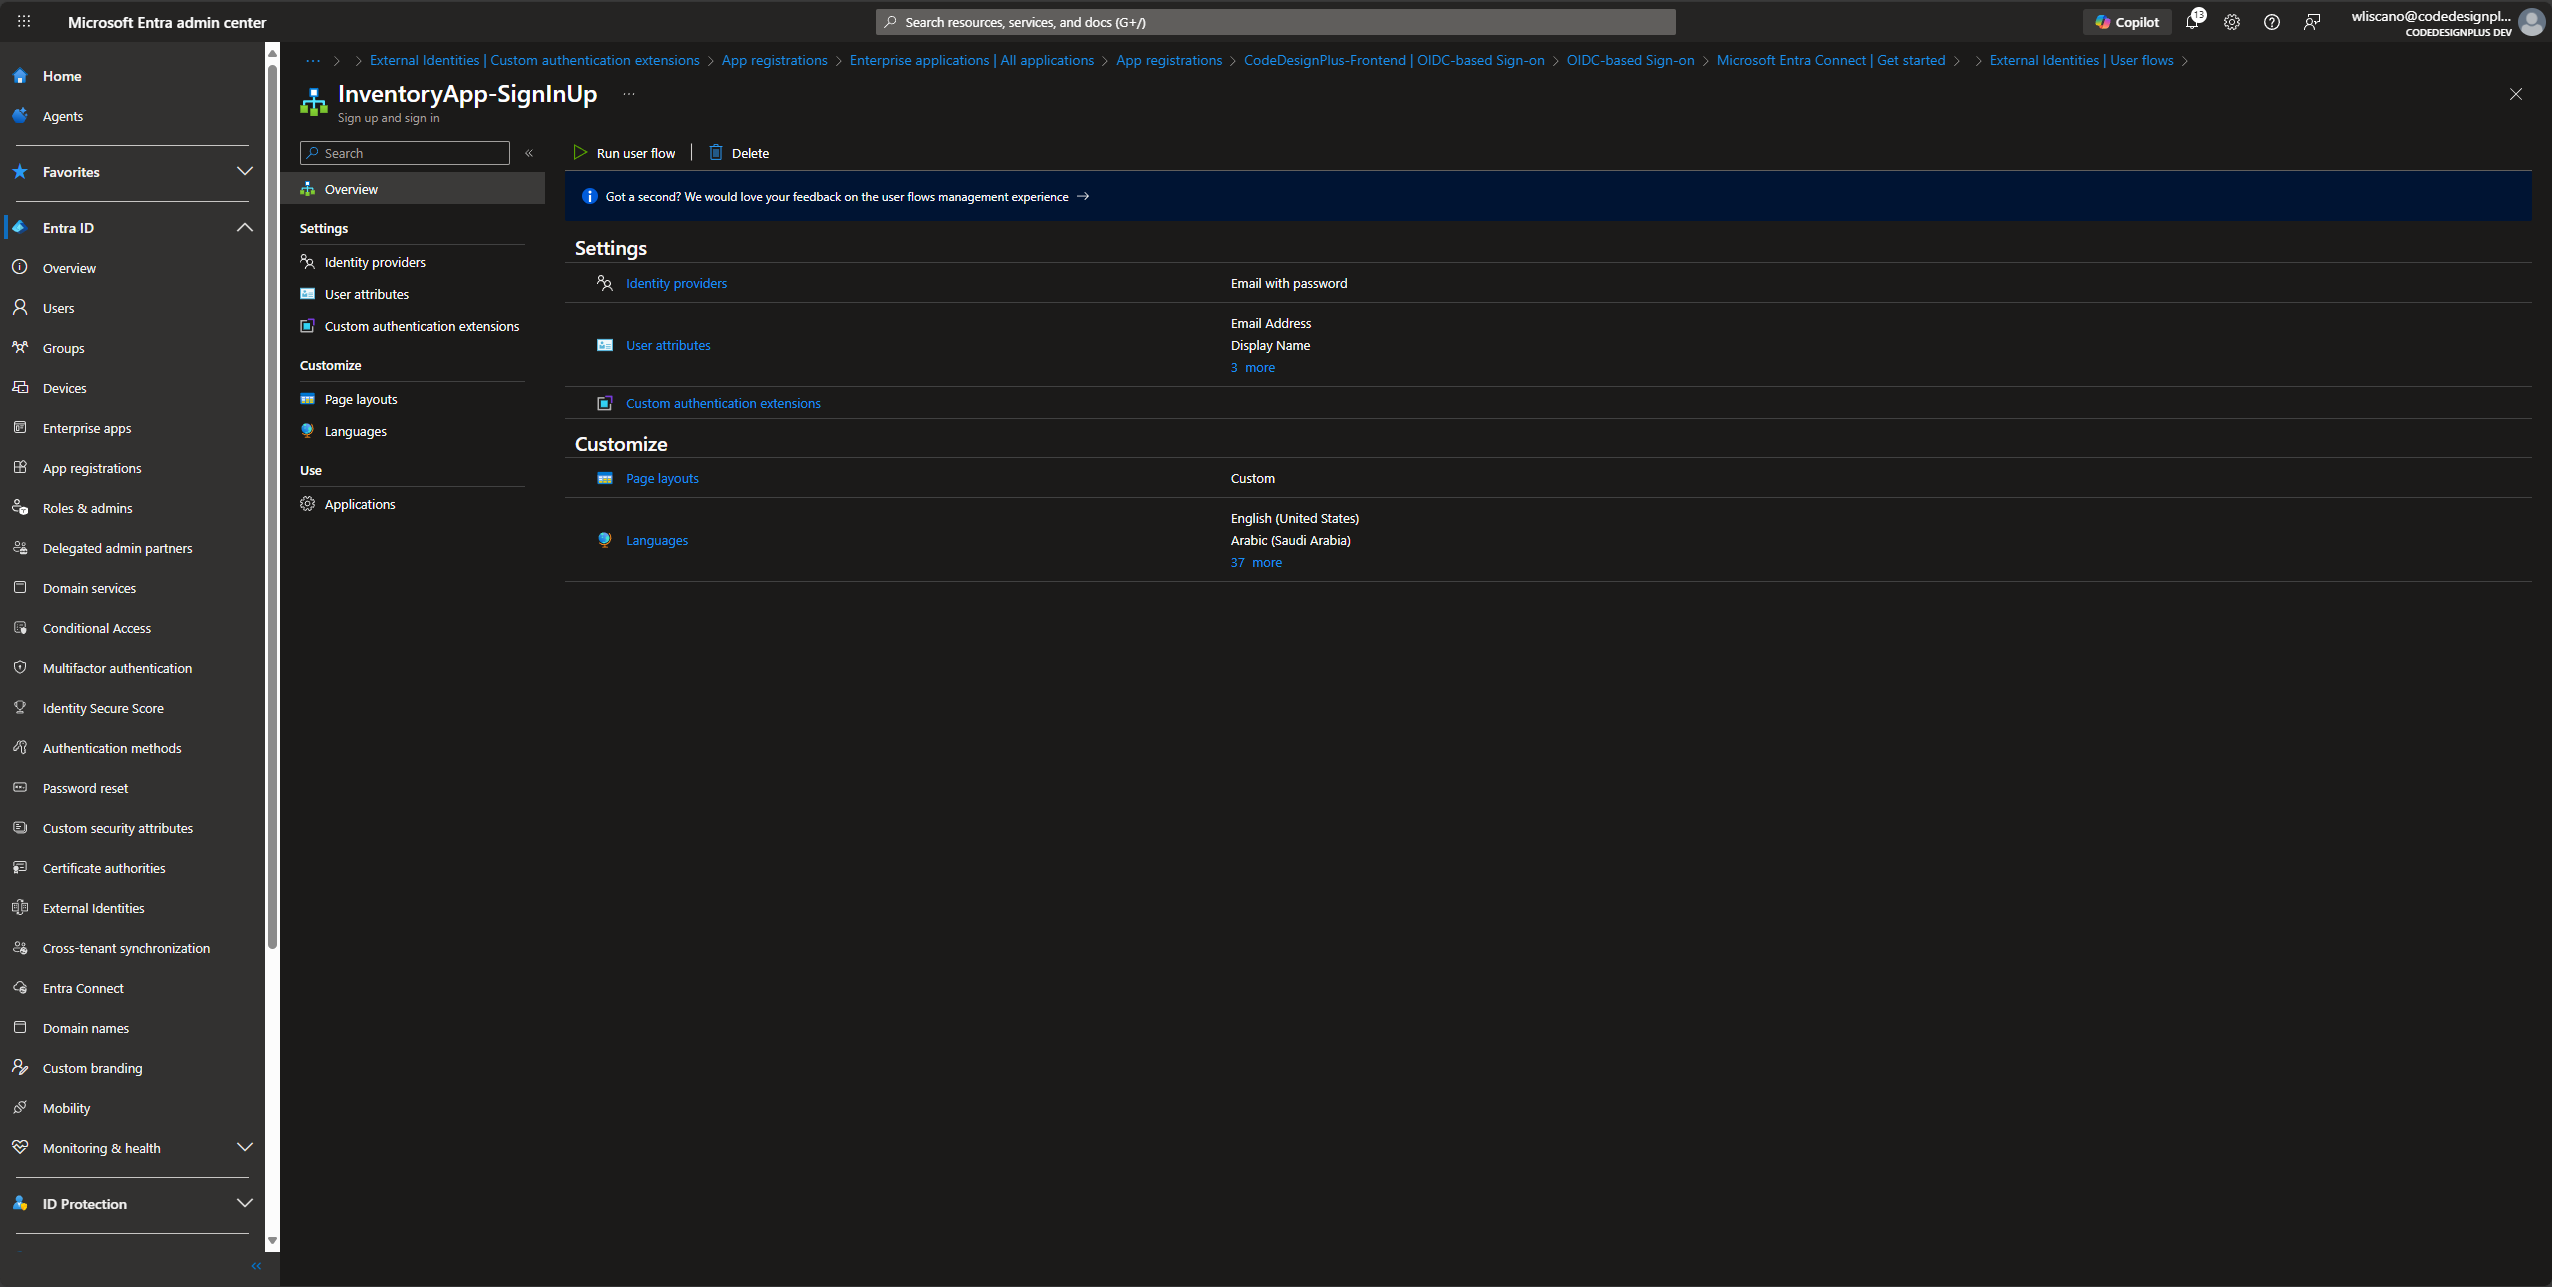 Microsoft Entra admin center
Search resources, services, and docs (G+/)
Copilot
13
wliscano@codedesignpl...
CODEDESIGNPLUS DEV
Home
Agents
Favorites
Entra ID
Overview
Users
Groups
Devices
Enterprise apps
App registrations
Roles & admins
Delegated admin partners
Domain services
Conditional Access
Multifactor authentication
Identity Secure Score
Authentication methods
Password reset
Custom security attributes
Certificate authorities
External Identities
Cross-tenant synchronization
Entra Connect
Domain names
Custom branding
Mobility
Monitoring & health
ID Protection
... > > External Identities | Custom authentication extensions > App registrations > Enterprise applications | All applications > App registrations > CodeDesignPlus-Frontend | OIDC-based Sign-on > OIDC-based Sign-on > Microsoft Entra Connect | Get started > > External Identities | User flows >
InventoryApp-SignInUp ...
Sign up and sign in
Search
Overview
Settings
Identity providers
User attributes
Custom authentication extensions
Customize
Page layouts
Languages
Use
Applications
Run user flow | Delete
Got a second? We would love your feedback on the user flows management experience →
Settings
Identity providers
Email with password
User attributes
Email Address
Display Name
3 more
Custom authentication extensions
Customize
Page layouts
Custom
Languages
English (United States)
Arabic (Saudi Arabia)
37 more